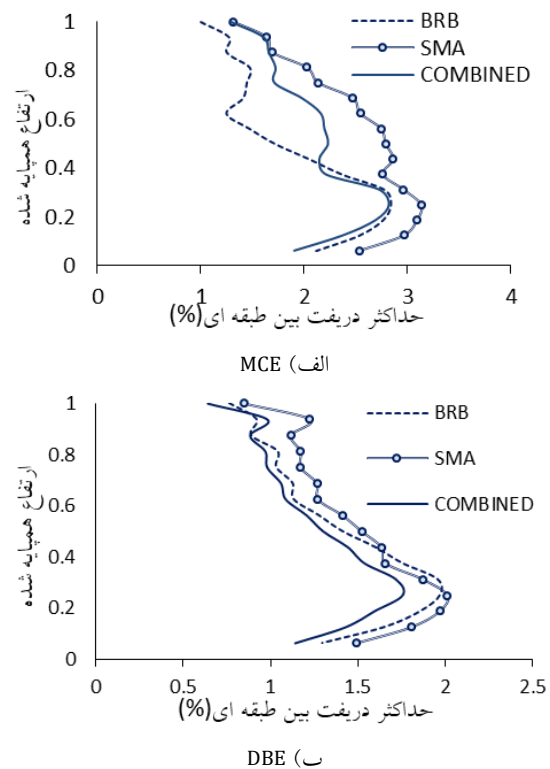 BRB
SMA
COMBINED
ارتفاع همپایه شده
1
0.8
0.6
0.4
0.2
0
0 1 2 3 4
حداکثر دریفت بین طبقه ای(%)
الف) MCE
BRB
SMA
COMBINED
ارتفاع همپایه شده
1
0.8
0.6
0.4
0.2
0
0 0.5 1 1.5 2 2.5
حداکثر دریفت بین طبقه ای(%)
ب) DBE